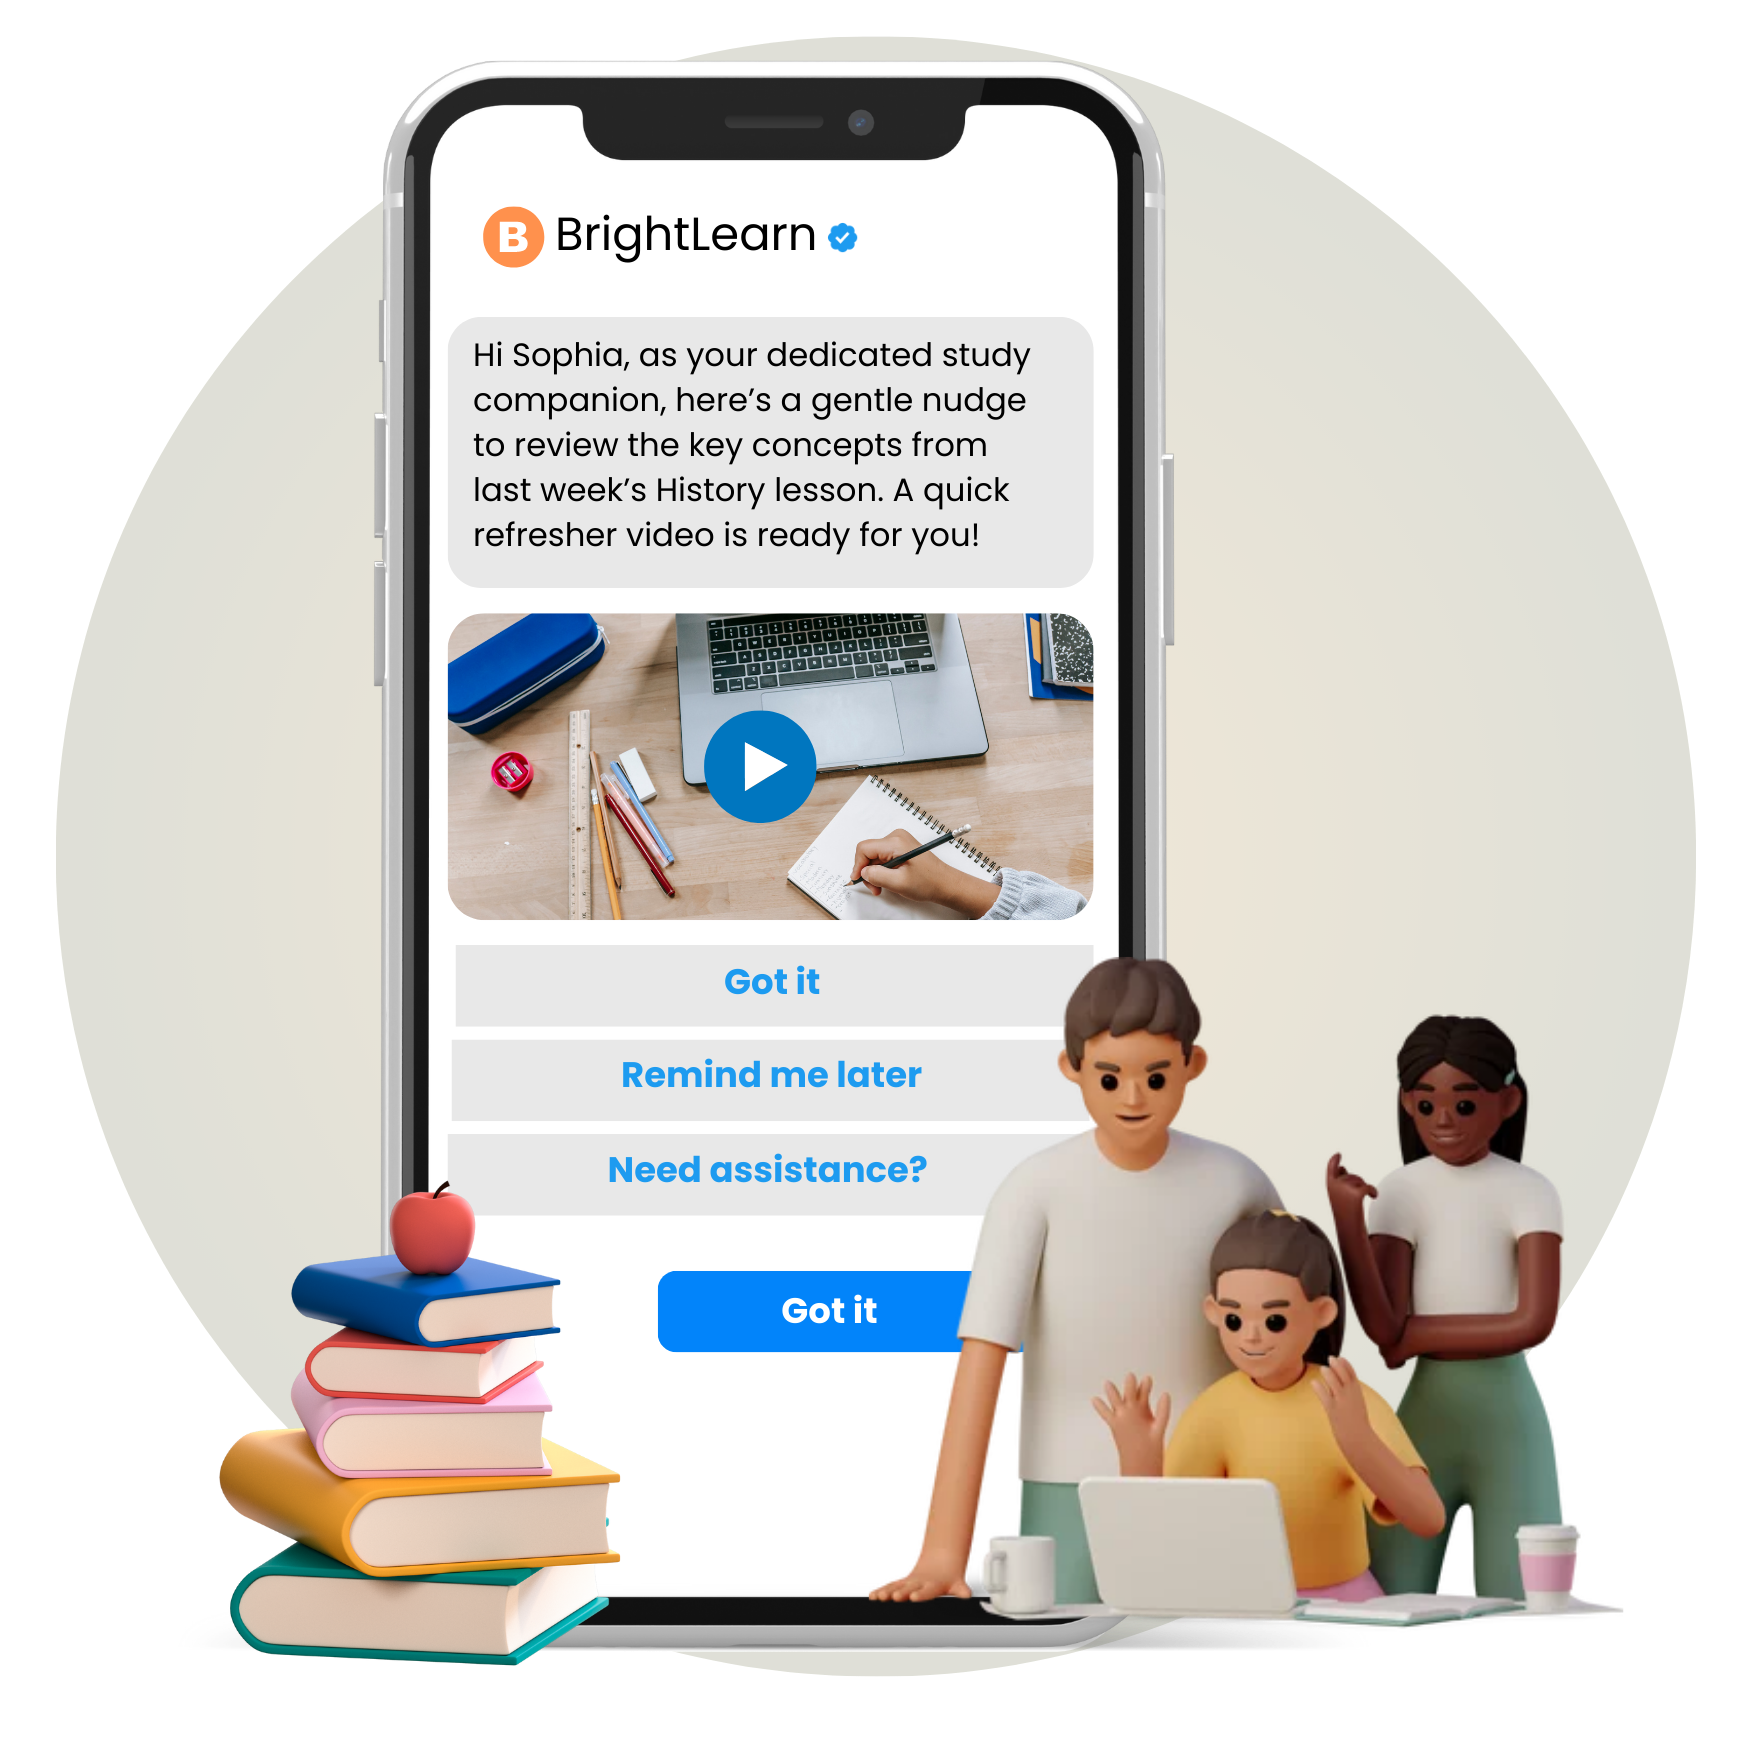 B BrightLearn
Hi Sophia, as your dedicated study
companion, here’s a gentle nudge
to review the key concepts from
last week’s History lesson. A quick
refresher video is ready for you!
Got it
Remind me later
Need assistance?
Got it